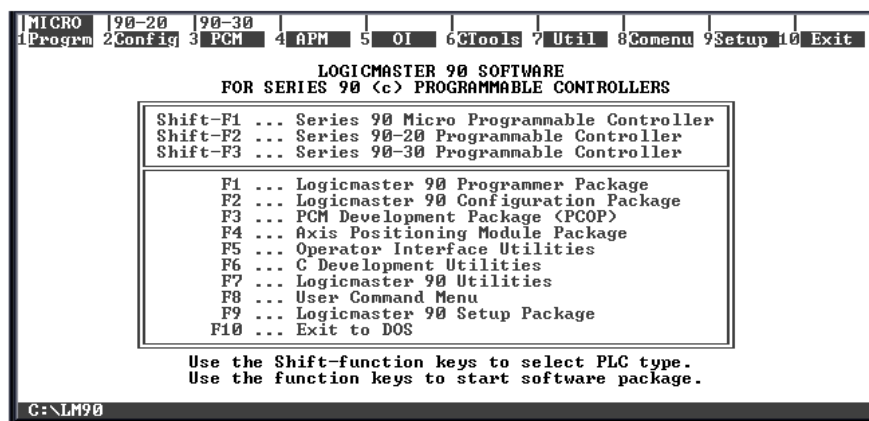 |MICRO |90-20 |90-30 | | | | | | |
1Progrm 2Config 3 PCM 4 APM 5 OI 6CTools 7 Util 8Comenu 9Setup 10 Exit
LOGICMASTER 90 SOFTWARE
FOR SERIES 90 (c) PROGRAMMABLE CONTROLLERS
Shift-F1 ... Series 90 Micro Programmable Controller
Shift-F2 ... Series 90-20 Programmable Controller
Shift-F3 ... Series 90-30 Programmable Controller
F1 ... Logicmaster 90 Programmer Package
F2 ... Logicmaster 90 Configuration Package
F3 ... PCM Development Package (PCOP)
F4 ... Axis Positioning Module Package
F5 ... Operator Interface Utilities
F6 ... C Development Utilities
F7 ... Logicmaster 90 Utilities
F8 ... User Command Menu
F9 ... Logicmaster 90 Setup Package
F10 ... Exit to DOS
Use the Shift-function keys to select PLC type.
Use the function keys to start software package.
C:\LM90